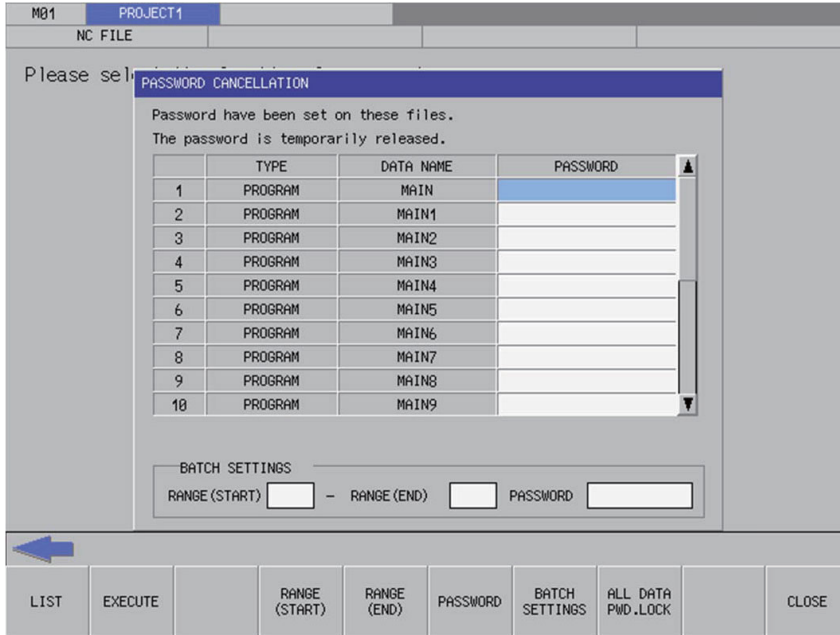 M01 PROJECT1
NC FILE
Please sel
PASSWORD CANCELLATION
Password have been set on these files.
The password is temporarily released.
TYPE DATA NAME PASSWORD
1 PROGRAM MAIN
2 PROGRAM MAIN1
3 PROGRAM MAIN2
4 PROGRAM MAIN3
5 PROGRAM MAIN4
6 PROGRAM MAIN5
7 PROGRAM MAIN6
8 PROGRAM MAIN7
9 PROGRAM MAIN8
10 PROGRAM MAIN9
BATCH SETTINGS
RANGE(START) - RANGE(END) PASSWORD
LIST EXECUTE RANGE (START) RANGE (END) PASSWORD BATCH SETTINGS ALL DATA PWD.LOCK CLOSE